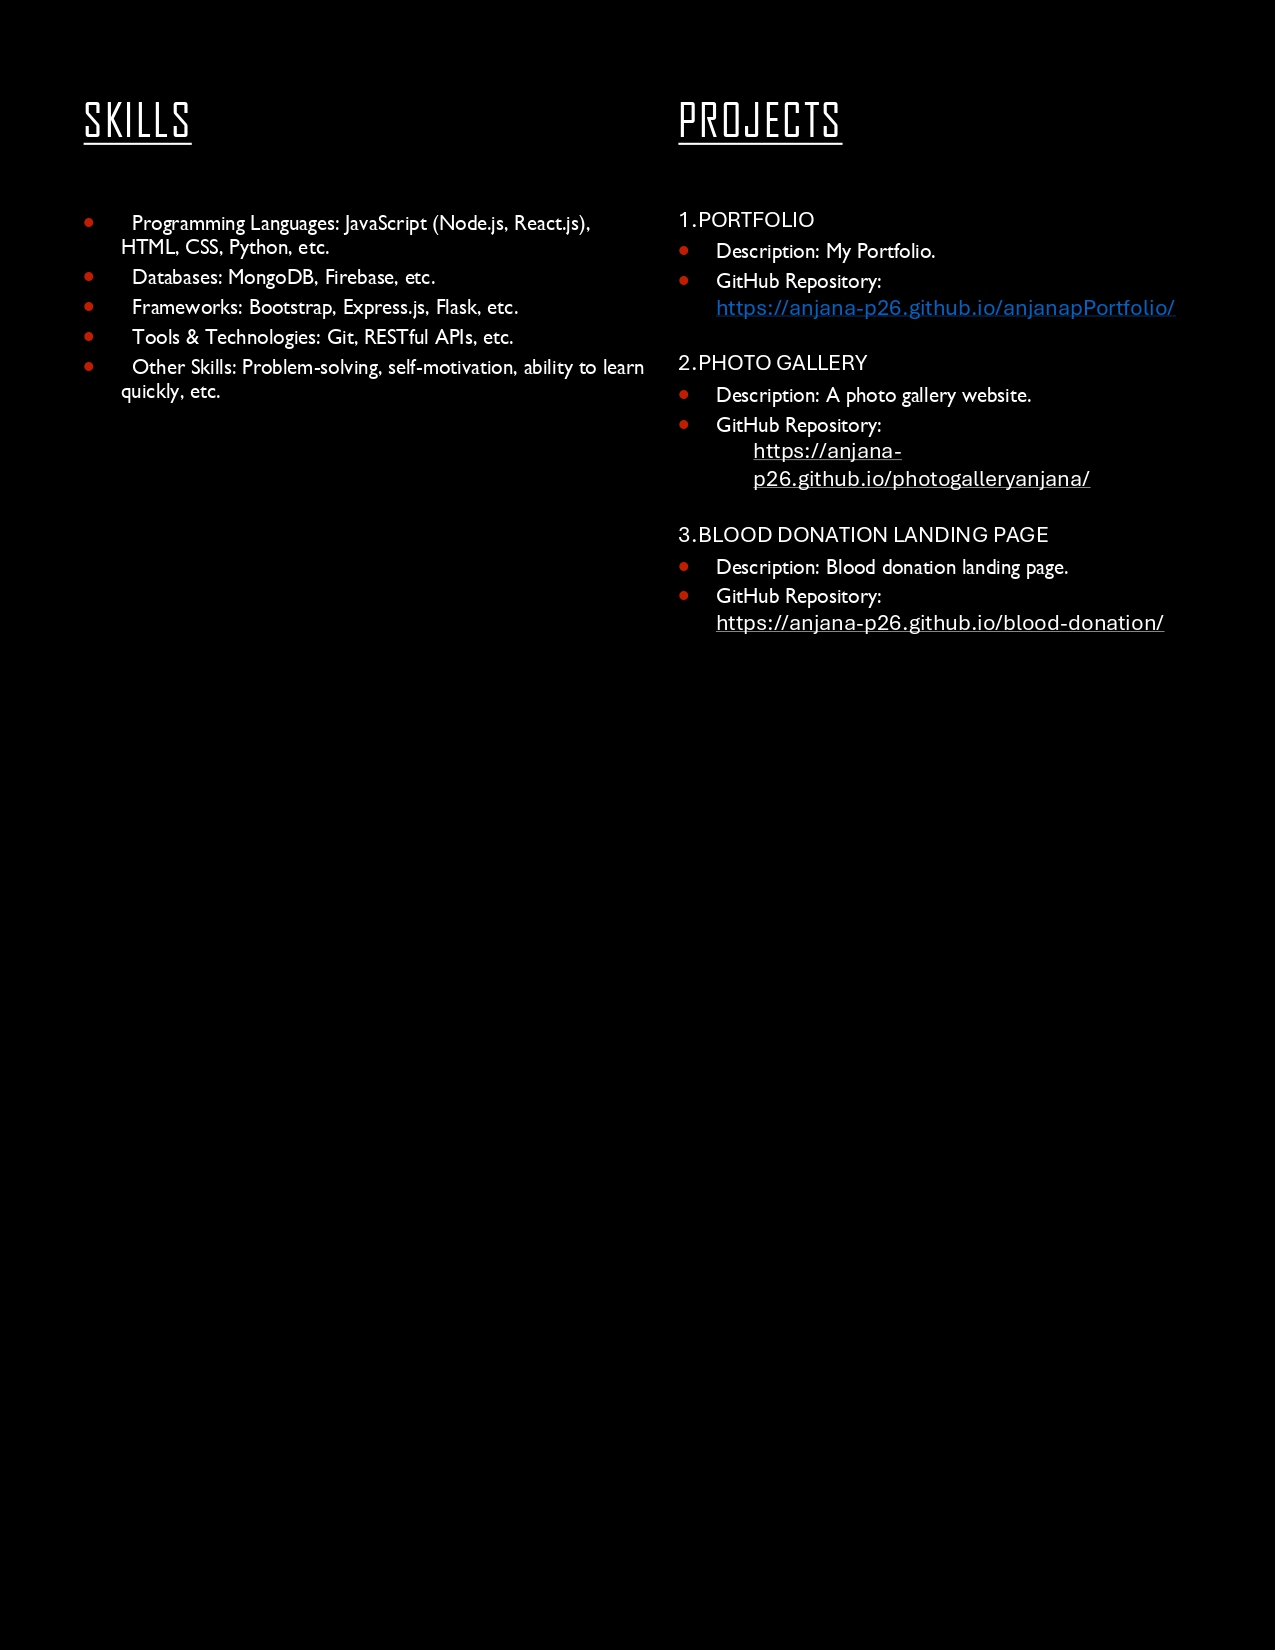 SKILLS
Programming Languages: JavaScript (Node.js, React.js),
HTML, CSS, Python, etc.
Databases: MongoDB, Firebase, etc.
Frameworks: Bootstrap, Express.js, Flask, etc.
Tools & Technologies: Git, RESTful APIs, etc.
Other Skills: Problem-solving, self-motivation, ability to learn
quickly, etc.
PROJECTS
1.PORTFOLIO
Description: My Portfolio.
GitHub Repository:
https://anjana-p26.github.io/anjanapPortfolio/
2.PHOTO GALLERY
Description: A photo gallery website.
GitHub Repository:
https://anjana-
p26.github.io/photogalleryanjana/
3.BLOOD DONATION LANDING PAGE
Description: Blood donation landing page.
GitHub Repository:
https://anjana-p26.github.io/blood-donation/